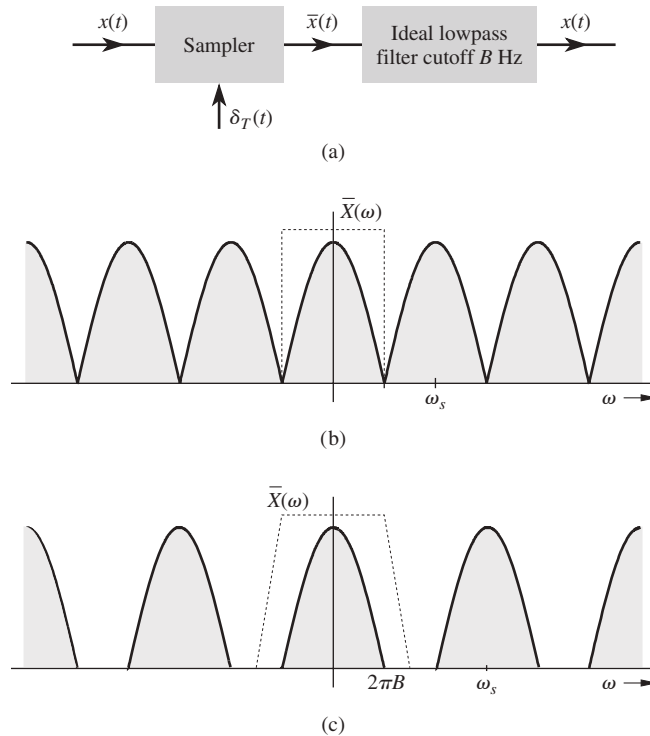 x(t)
Sampler
x̅(t)
Ideal lowpass
filter cutoff B Hz
x(t)
δ_T(t)
(a)
X̅(ω)
ω_s
ω
(b)
X̅(ω)
2πB
ω_s
ω
(c)